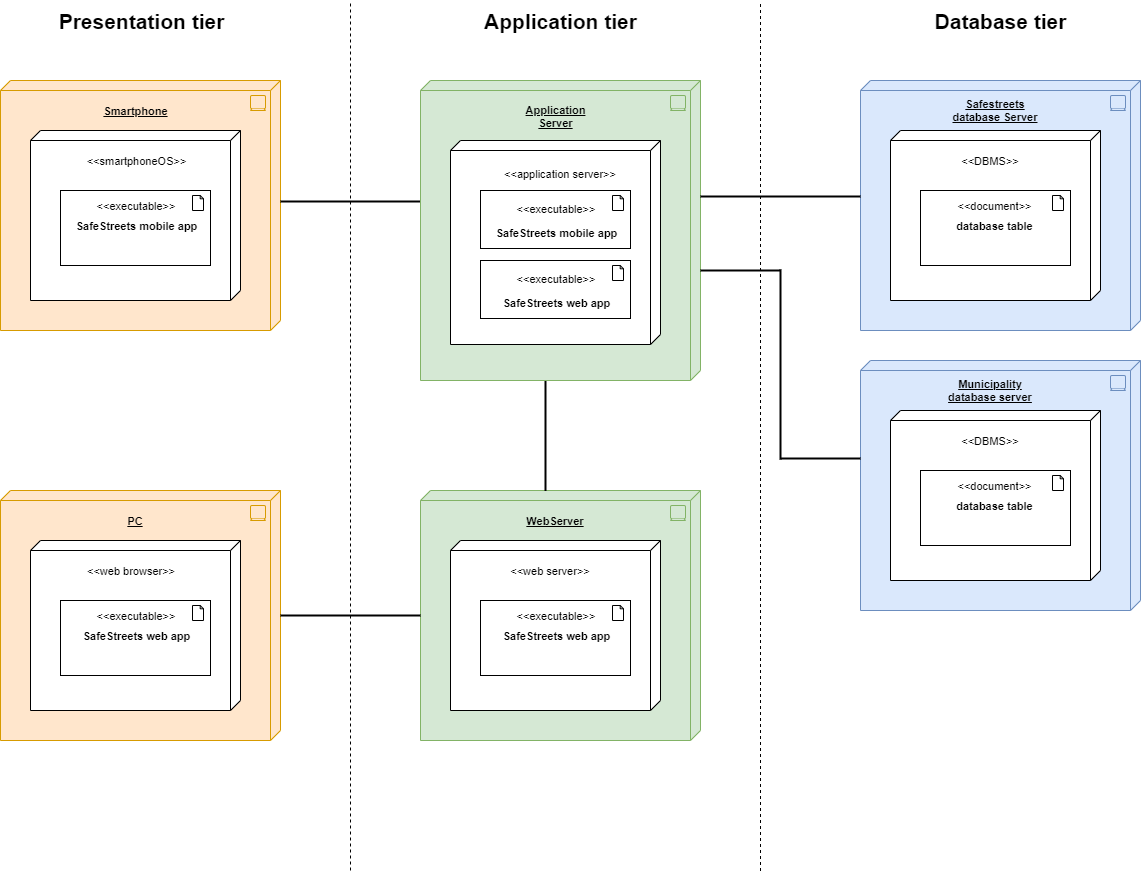 Presentation tier
Application tier
Database tier
Smartphone
<<smartphoneOS>>
<<executable>>
SafeStreets mobile app
Application
Server
<<application server>>
<<executable>>
SafeStreets mobile app
<<executable>>
SafeStreets web app
Safestreets
database Server
<<DBMS>>
<<document>>
database table
Municipality
database server
<<DBMS>>
<<document>>
database table
PC
<<web browser>>
<<executable>>
SafeStreets web app
WebServer
<<web server>>
<<executable>>
SafeStreets web app